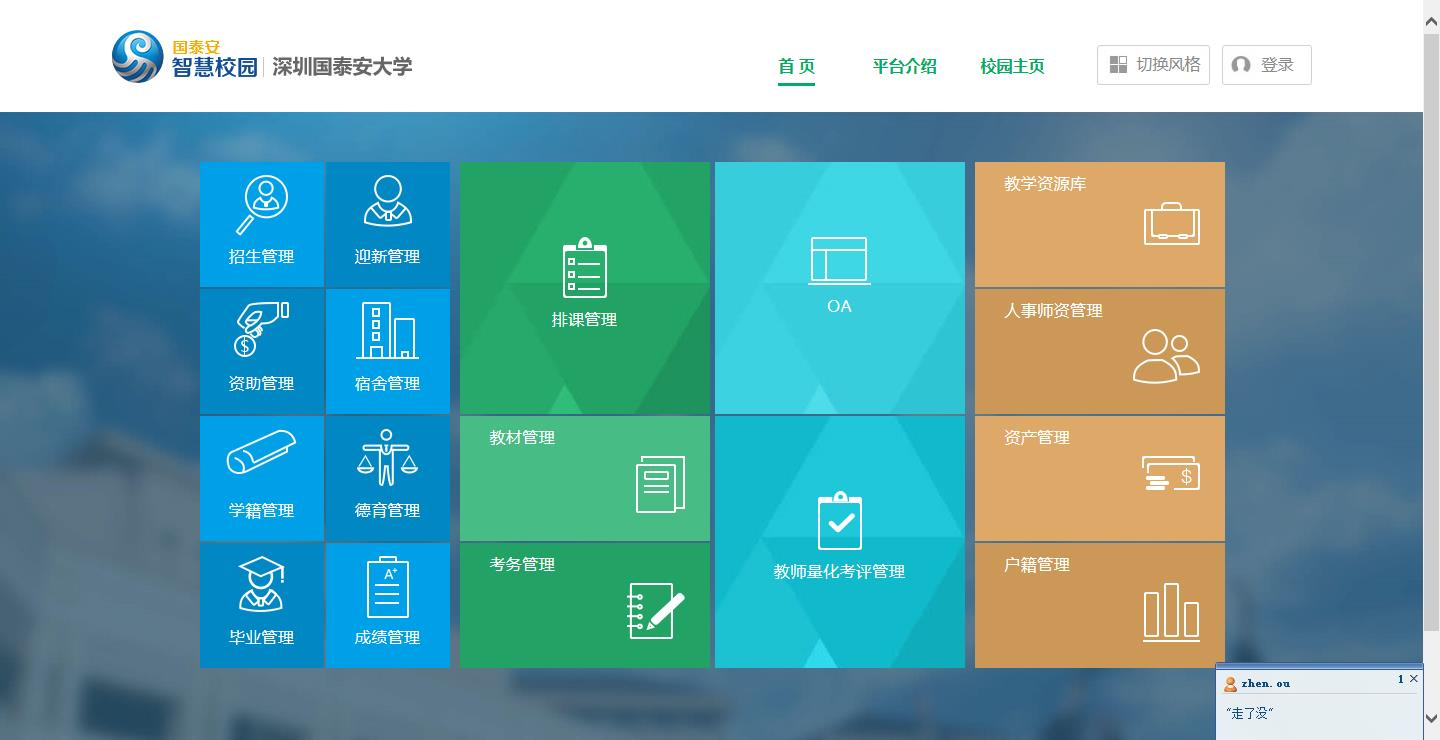 国泰安
智慧校园 深圳国泰安大学
首 页 平台介绍 校园主页 切换风格 登录
招生管理
迎新管理
资助管理
$
宿舍管理
学籍管理
德育管理
毕业管理
A+
成绩管理
排课管理
教材管理
考务管理
OA
教师量化考评管理
教学资源库
人事师资管理
资产管理
$
户籍管理
zhen. ou 1 ×
“走了没”